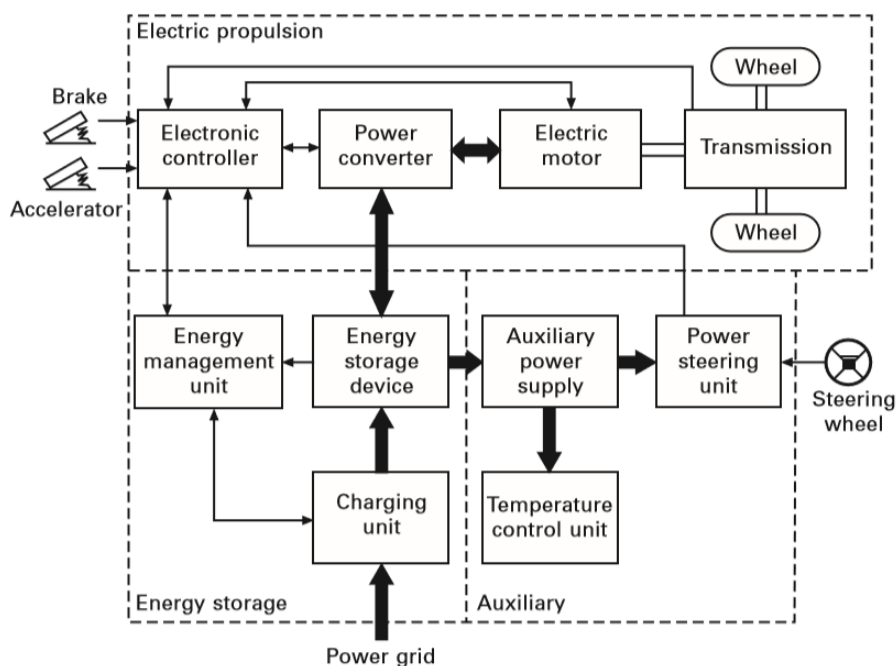 Electric propulsion
Wheel
Brake
Electronic
controller
Power
converter
Electric
motor
Transmission
Accelerator
Wheel
Energy
management
unit
Energy
storage
device
Auxiliary
power
supply
Power
steering
unit
Steering
wheel
Charging
unit
Temperature
control unit
Energy storage
Auxiliary
Power grid